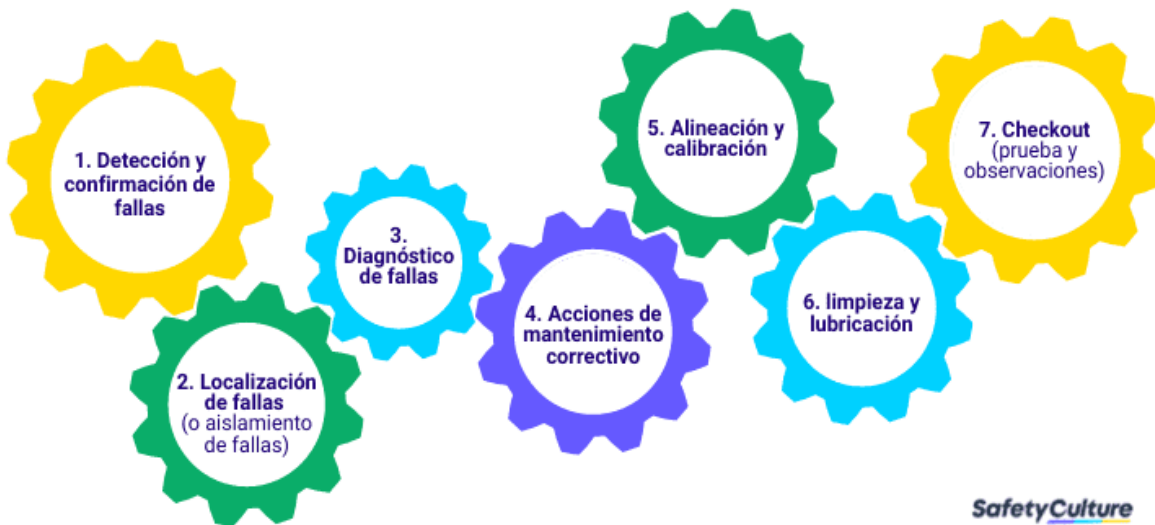 1. Detección y
confirmación de
fallas
2. Localización
de fallas
(o aislamiento
de fallas)
3.
Diagnóstico
de fallas
4. Acciones de
mantenimiento
correctivo
5. Alineación y
calibración
6. limpieza y
lubricación
7. Checkout
(prueba y
observaciones)
SafetyCulture